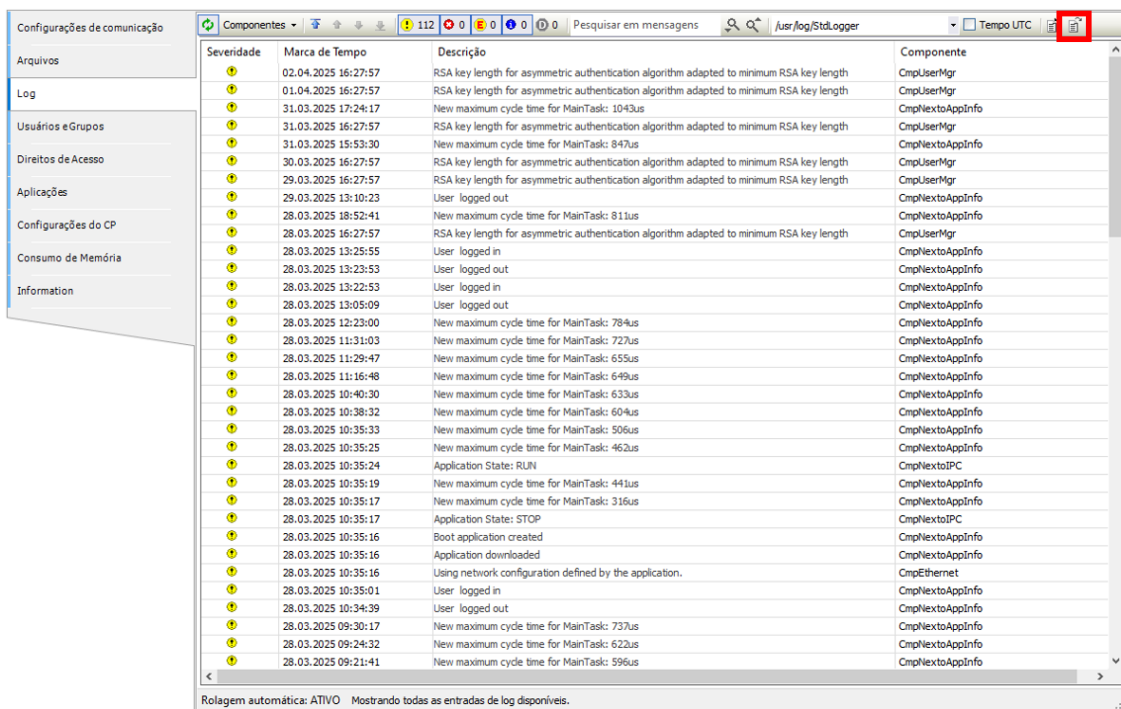 Configurações de comunicação
Arquivos
Log
Usuários e Grupos
Direitos de Acesso
Aplicações
Configurações do CP
Consumo de Memória
Information
Componentes 112 0 E 0 0 0 Pesquisar em mensagens /usr/log/StdLogger Tempo UTC
Severidade Marca de Tempo Descrição Componente
02.04.2025 16:27:57 RSA key length for asymmetric authentication algorithm adapted to minimum RSA key length CmpUserMgr
01.04.2025 16:27:57 RSA key length for asymmetric authentication algorithm adapted to minimum RSA key length CmpUserMgr
31.03.2025 17:24:17 New maximum cycle time for MainTask: 1043us CmpNextoAppInfo
31.03.2025 16:27:57 RSA key length for asymmetric authentication algorithm adapted to minimum RSA key length CmpUserMgr
31.03.2025 15:53:30 New maximum cycle time for MainTask: 847us CmpNextoAppInfo
30.03.2025 16:27:57 RSA key length for asymmetric authentication algorithm adapted to minimum RSA key length CmpUserMgr
29.03.2025 16:27:57 RSA key length for asymmetric authentication algorithm adapted to minimum RSA key length CmpUserMgr
29.03.2025 13:10:23 User logged out CmpNextoAppInfo
28.03.2025 18:52:41 New maximum cycle time for MainTask: 811us CmpNextoAppInfo
28.03.2025 16:27:57 RSA key length for asymmetric authentication algorithm adapted to minimum RSA key length CmpUserMgr
28.03.2025 13:25:55 User logged in CmpNextoAppInfo
28.03.2025 13:23:53 User logged out CmpNextoAppInfo
28.03.2025 13:22:53 User logged in CmpNextoAppInfo
28.03.2025 13:05:09 User logged out CmpNextoAppInfo
28.03.2025 12:23:00 New maximum cycle time for MainTask: 784us CmpNextoAppInfo
28.03.2025 11:31:03 New maximum cycle time for MainTask: 727us CmpNextoAppInfo
28.03.2025 11:29:47 New maximum cycle time for MainTask: 655us CmpNextoAppInfo
28.03.2025 11:16:48 New maximum cycle time for MainTask: 649us CmpNextoAppInfo
28.03.2025 10:40:30 New maximum cycle time for MainTask: 633us CmpNextoAppInfo
28.03.2025 10:38:32 New maximum cycle time for MainTask: 604us CmpNextoAppInfo
28.03.2025 10:35:33 New maximum cycle time for MainTask: 506us CmpNextoAppInfo
28.03.2025 10:35:25 New maximum cycle time for MainTask: 462us CmpNextoAppInfo
28.03.2025 10:35:24 Application State: RUN CmpNextoIPC
28.03.2025 10:35:19 New maximum cycle time for MainTask: 441us CmpNextoAppInfo
28.03.2025 10:35:17 New maximum cycle time for MainTask: 316us CmpNextoAppInfo
28.03.2025 10:35:17 Application State: STOP CmpNextoIPC
28.03.2025 10:35:16 Boot application created CmpNextoAppInfo
28.03.2025 10:35:16 Application downloaded CmpNextoAppInfo
28.03.2025 10:35:16 Using network configuration defined by the application. CmpEthernet
28.03.2025 10:35:01 User logged in CmpNextoAppInfo
28.03.2025 10:34:39 User logged out CmpNextoAppInfo
28.03.2025 09:30:17 New maximum cycle time for MainTask: 737us CmpNextoAppInfo
28.03.2025 09:24:32 New maximum cycle time for MainTask: 622us CmpNextoAppInfo
28.03.2025 09:21:41 New maximum cycle time for MainTask: 596us CmpNextoAppInfo
Rolagem automática: ATIVO Mostrando todas as entradas de log disponíveis.